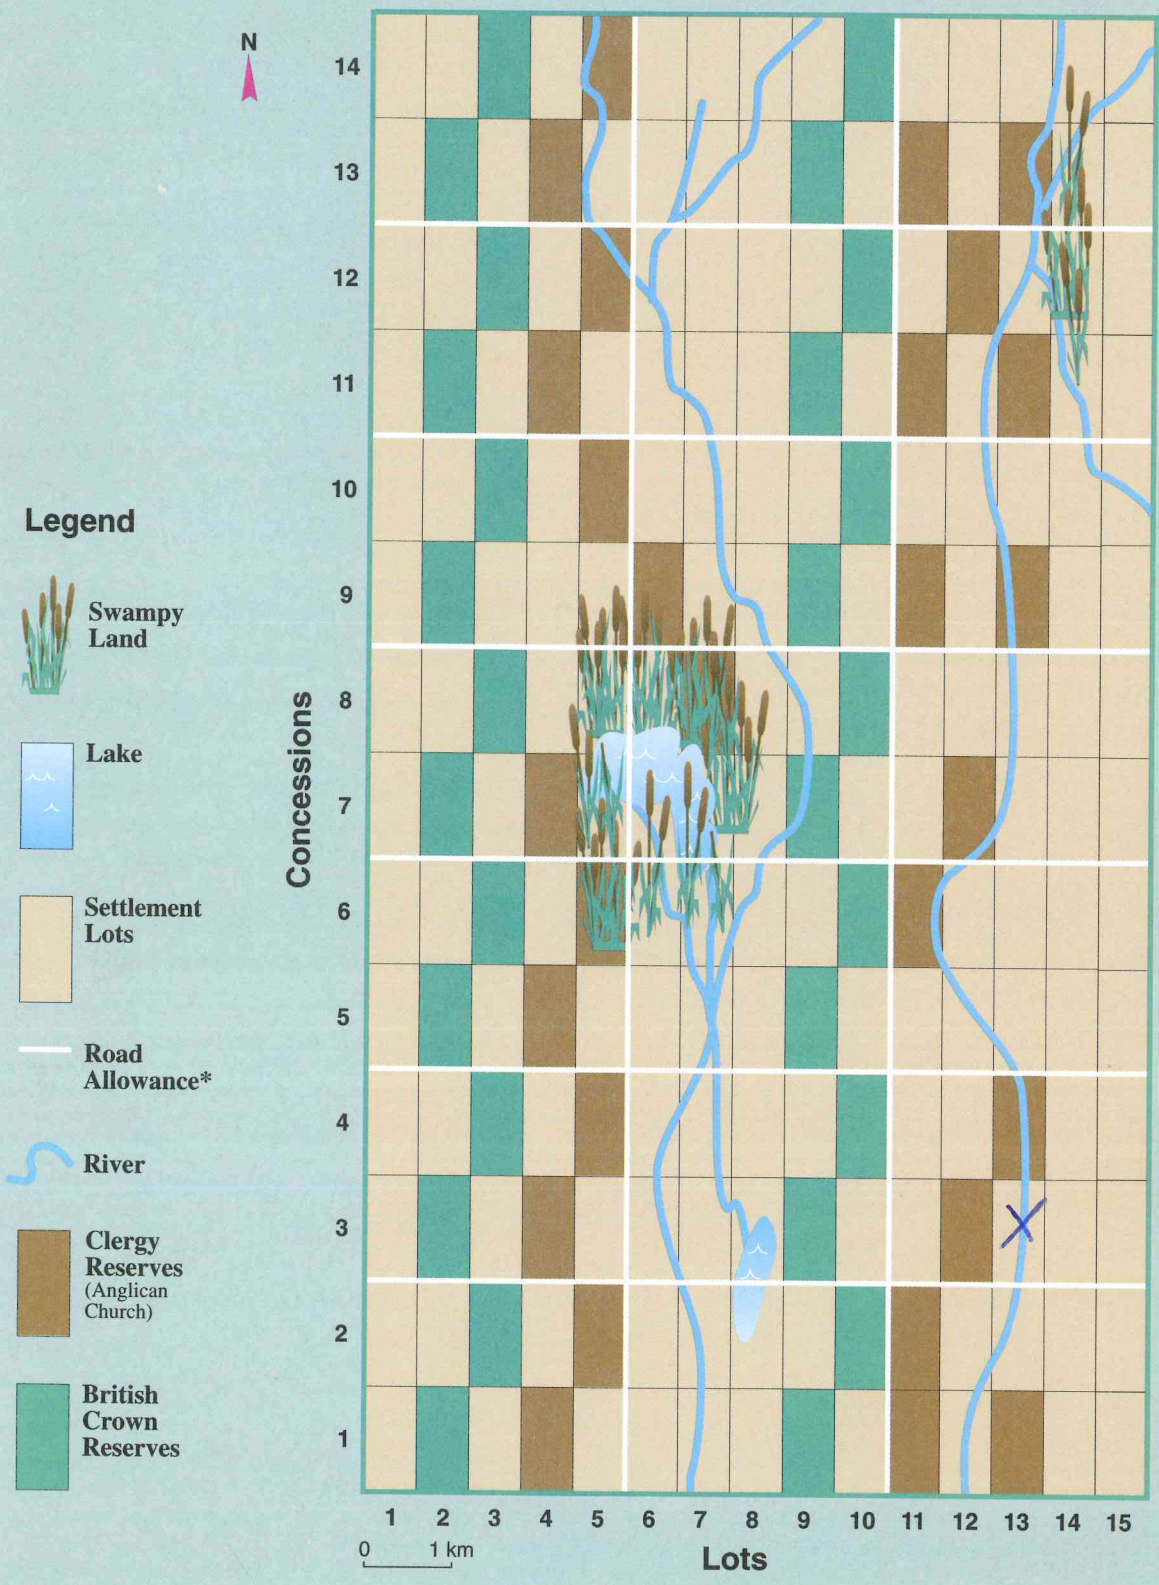 N
14
13
12
11
10
9
8
7
6
5
4
3
2
1
Concessions
Legend
Swampy
Land
Lake
Settlement
Lots
Road
Allowance*
River
Clergy
Reserves
(Anglican
Church)
British
Crown
Reserves
1 2 3 4 5 6 7 8 9 10 11 12 13 14 15
0 1 km
Lots